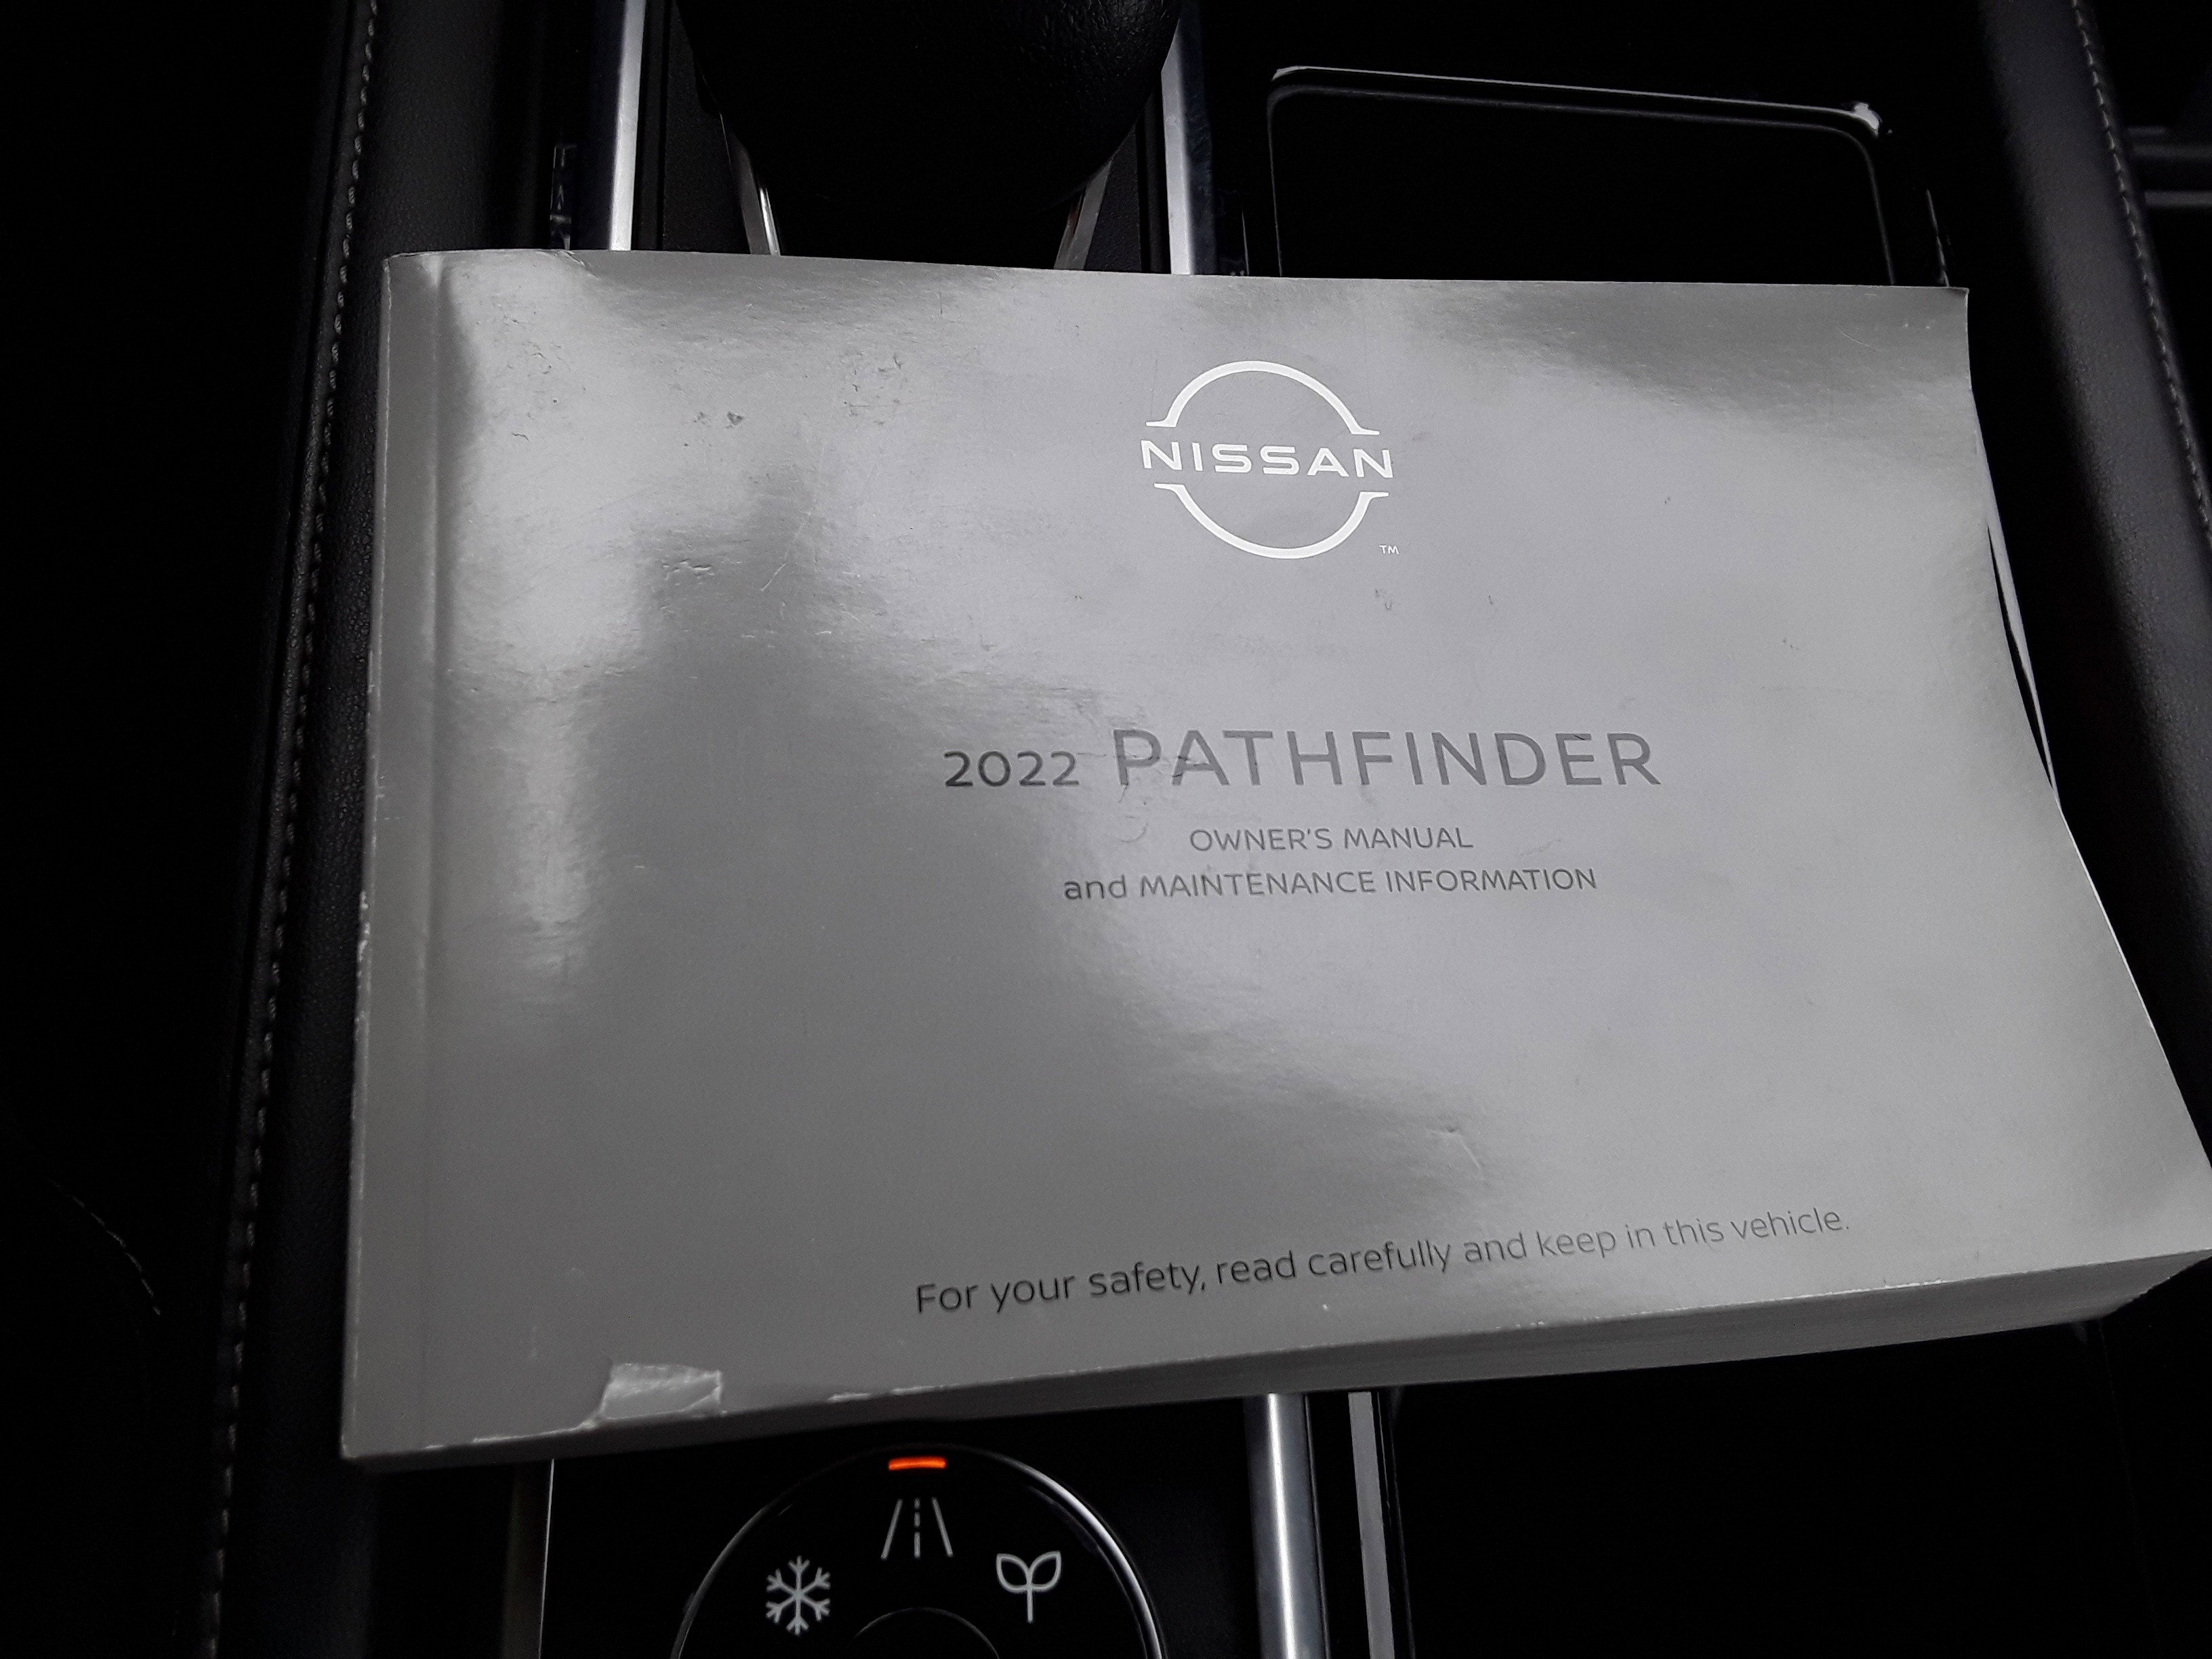 NISSAN
TM
2022 PATHFINDER
OWNER'S MANUAL
and MAINTENANCE INFORMATION
For your safety, read carefully and keep in this vehicle.